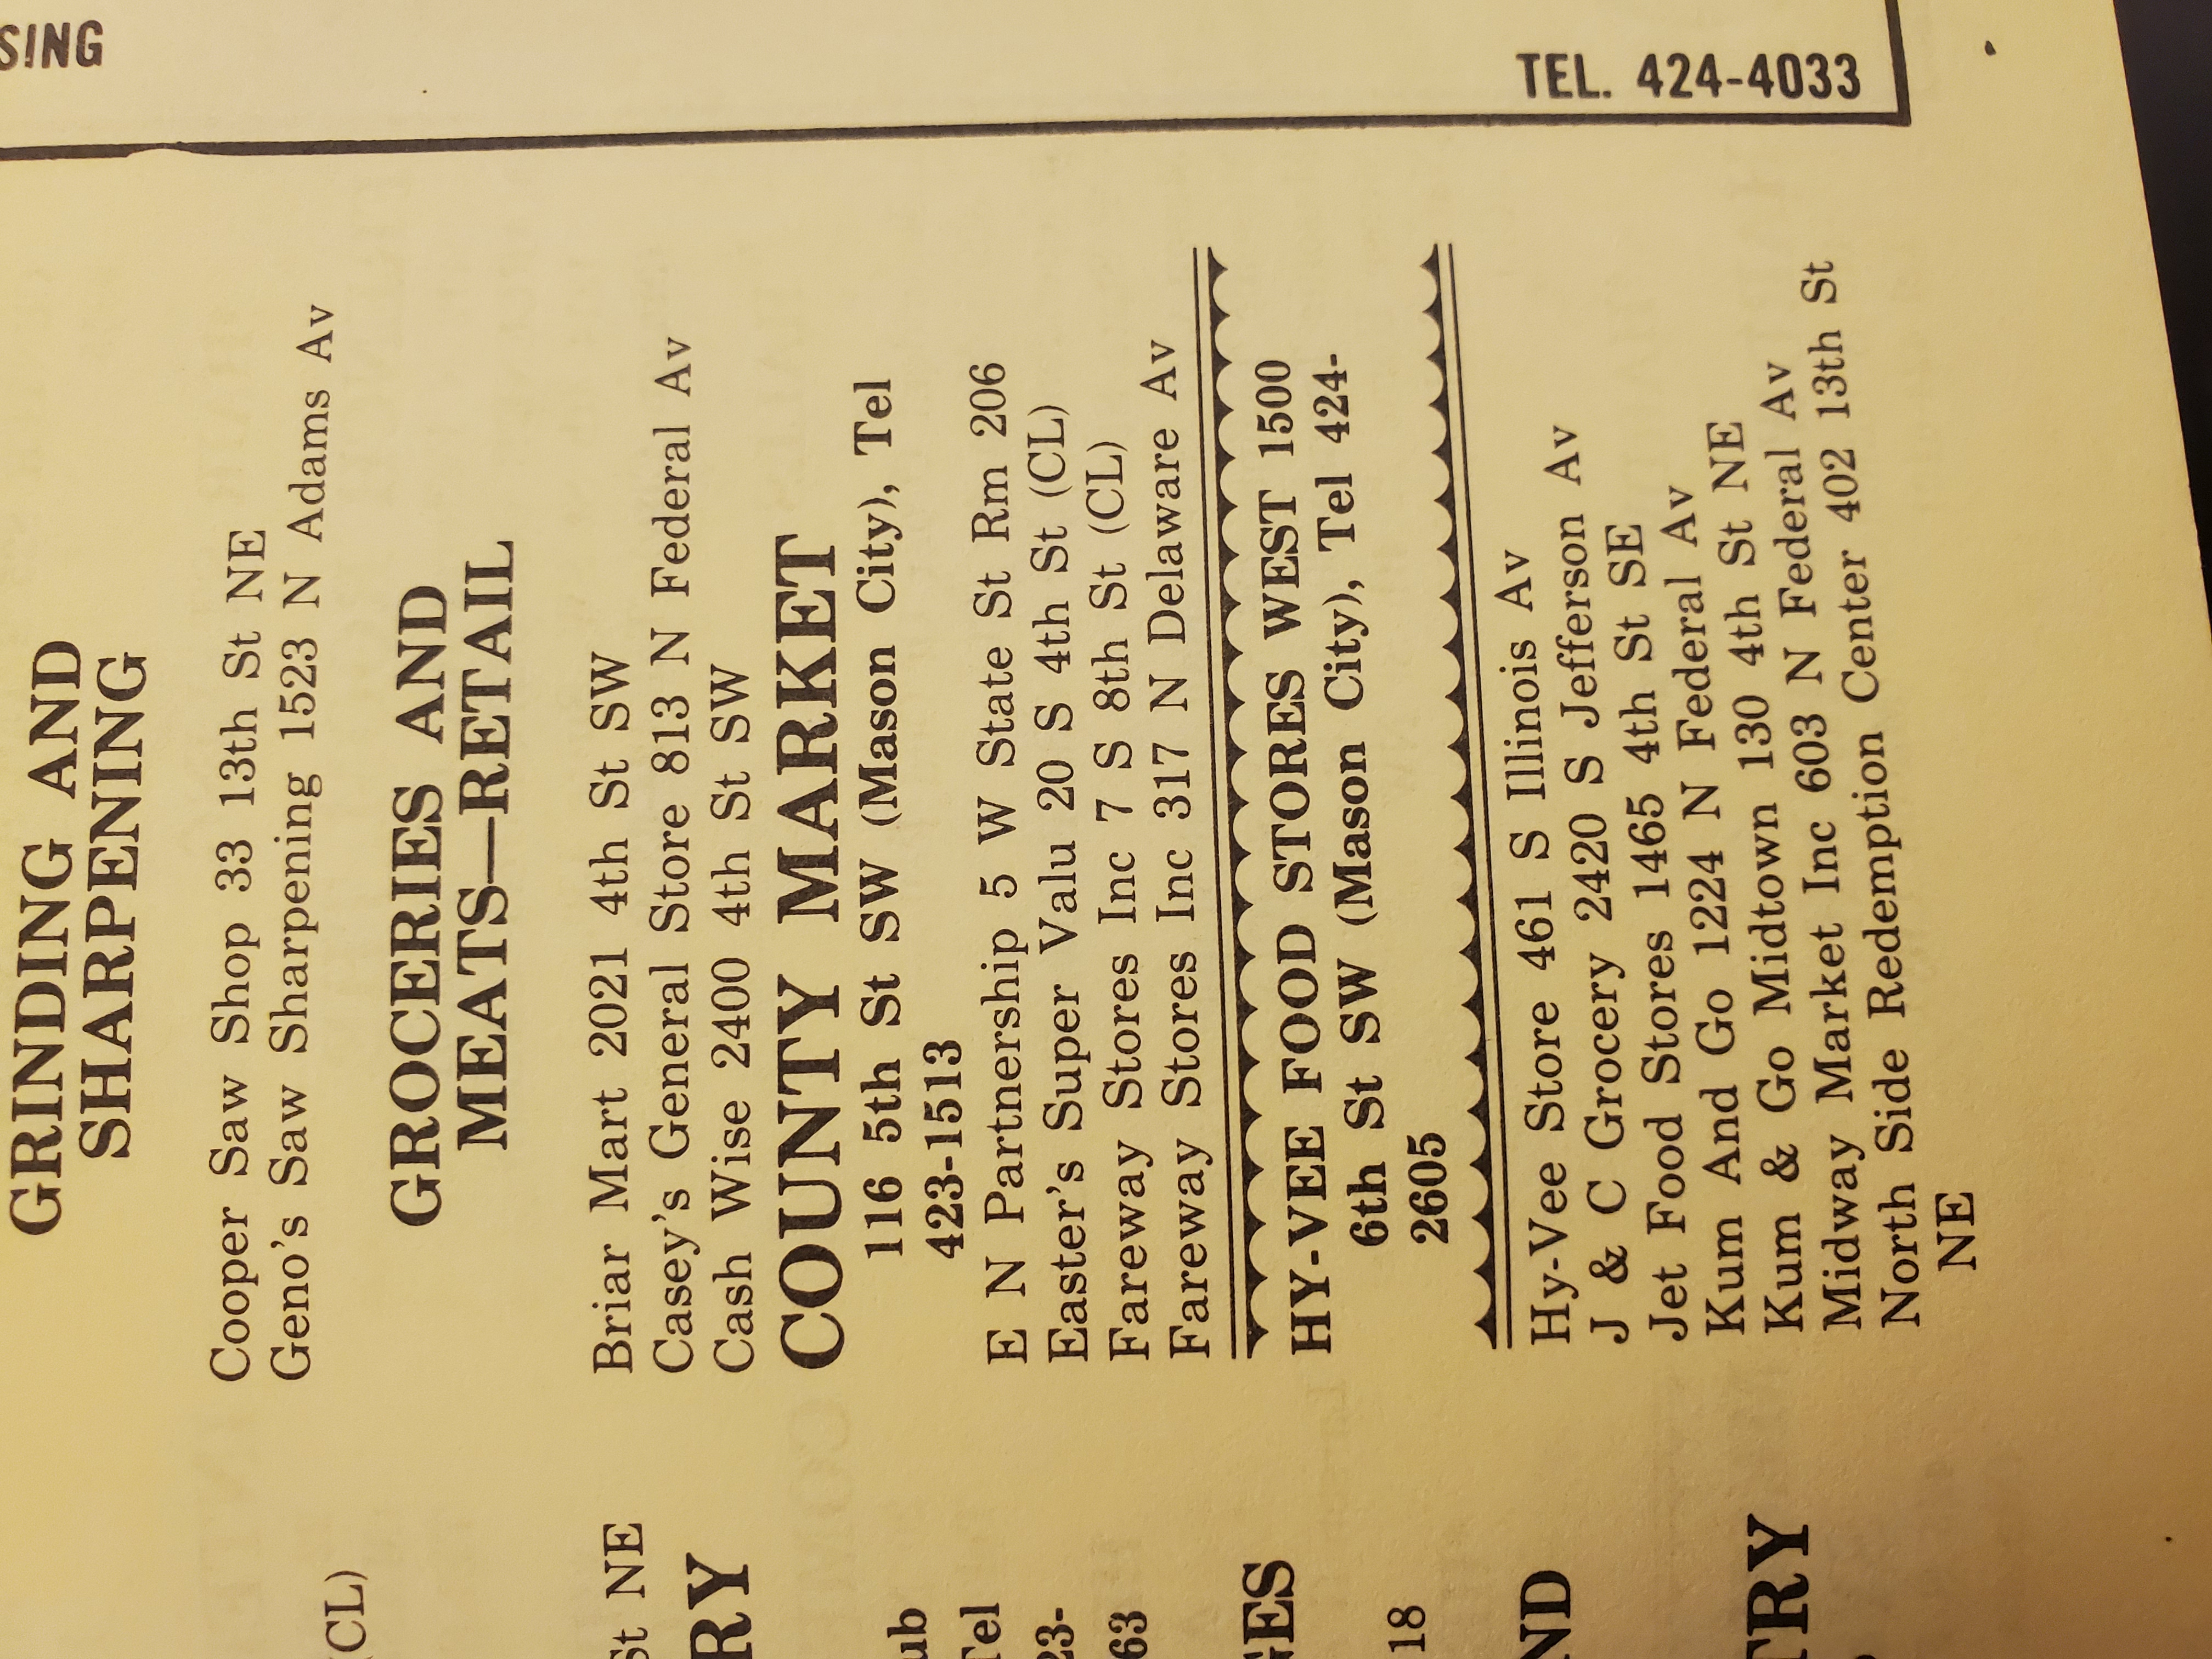 SING
TEL. 424-4033
GRINDING AND
SHARPENING
Cooper Saw Shop 33 13th St NE
Geno's Saw Sharpening 1523 N Adams Av
GROCERIES AND
MEATS—RETAIL
Briar Mart 2021 4th St SW
Casey's General Store 813 N Federal Av
Cash Wise 2400 4th St SW
COUNTY MARKET
116 5th St SW (Mason City), Tel
423-1513
E N Partnership 5 W State St Rm 206
Easter's Super Valu 20 S 4th St (CL)
Fareway Stores Inc 7 S 8th St (CL)
Fareway Stores Inc 317 N Delaware Av
HY-VEE FOOD STORES WEST 1500
6th St SW (Mason City), Tel 424-
2605
Hy-Vee Store 461 S Illinois Av
J & C Grocery 2420 S Jefferson Av
Jet Food Stores 1465 4th St SE
Kum And Go 1224 N Federal Av
Kum & Go Midtown 130 4th St NE
Midway Market Inc 603 N Federal Av
North Side Redemption Center 402 13th St
NE
(CL)
St NE
RY
ub
Tel
23-
63
GES
18
ND
TRY